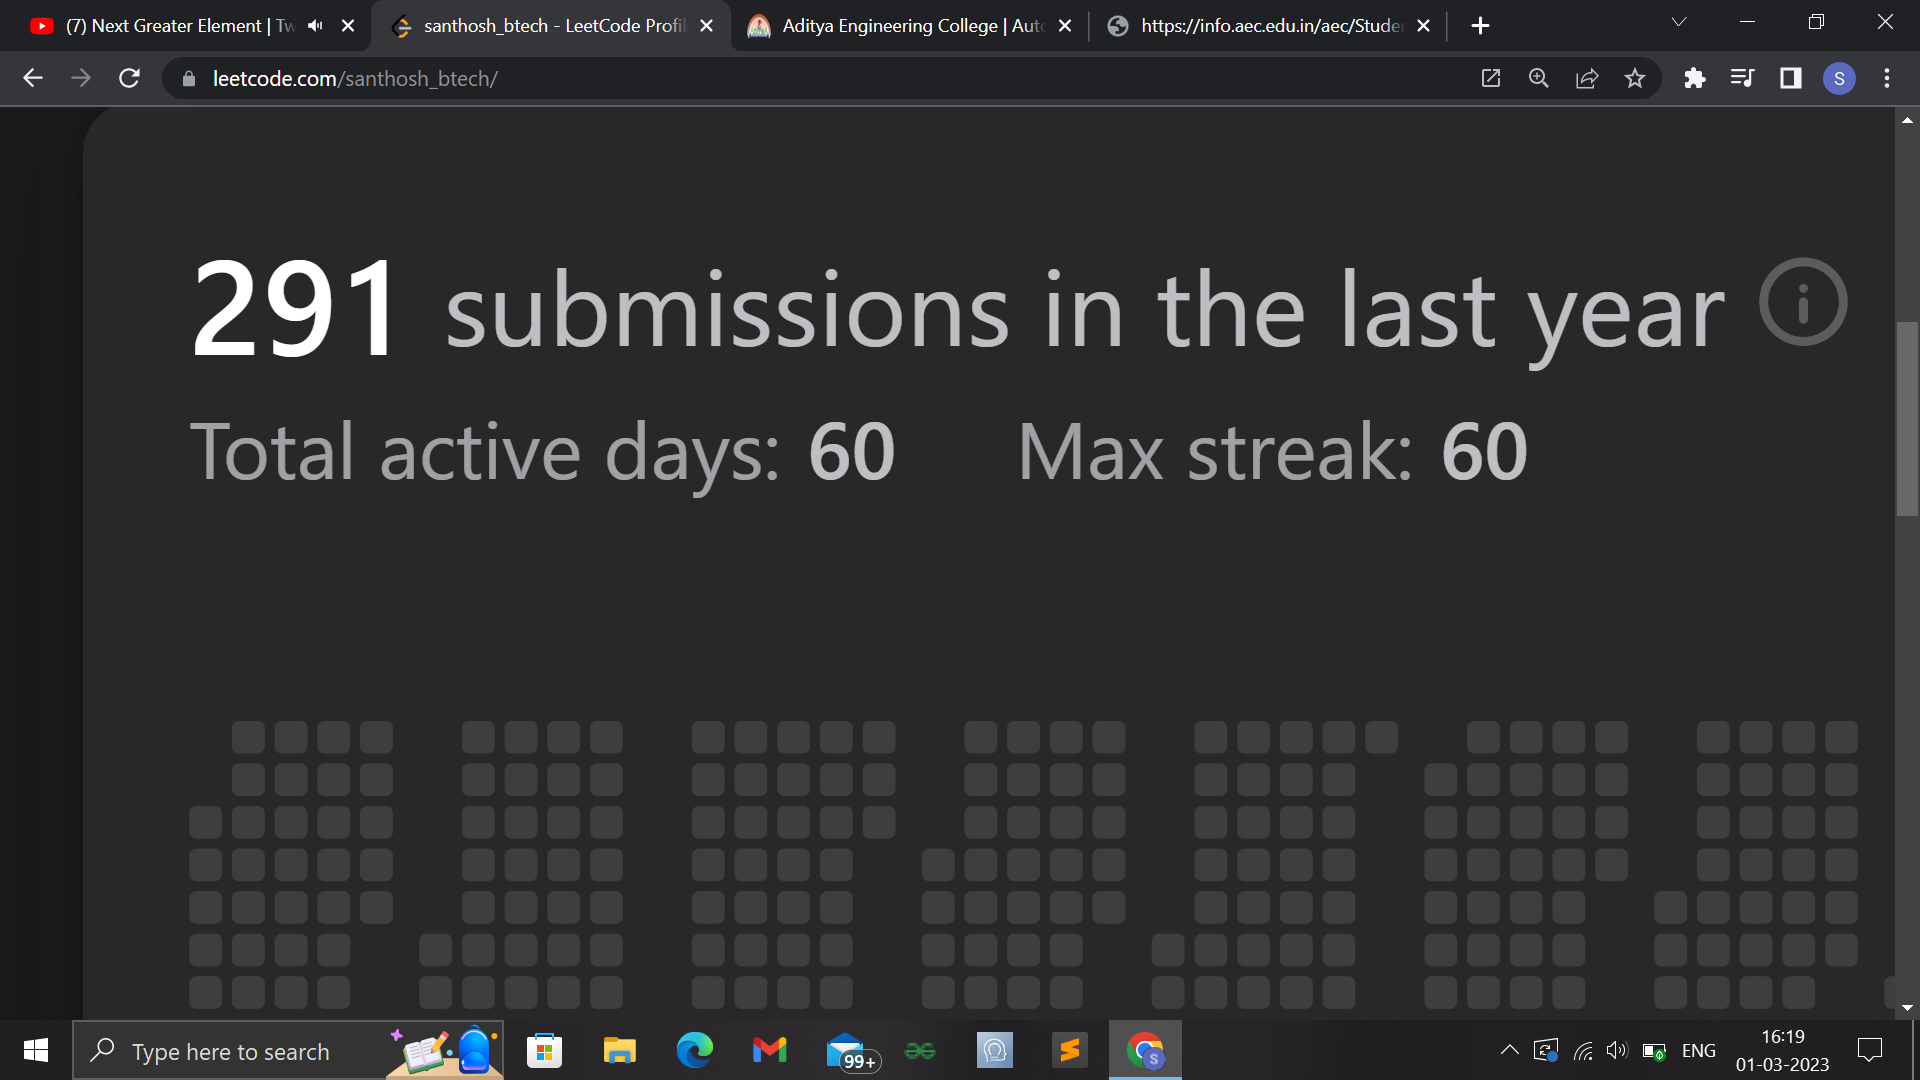 (7) Next Greater Element | Tw
santhosh_btech - LeetCode Profil
Aditya Engineering College | Auto
https://info.aec.edu.in/aec/Studen
leetcode.com/santhosh_btech/
S
291 submissions in the last year
Total active days: 60 Max streak: 60
Type here to search
99+
S
ENG
16:19
01-03-2023